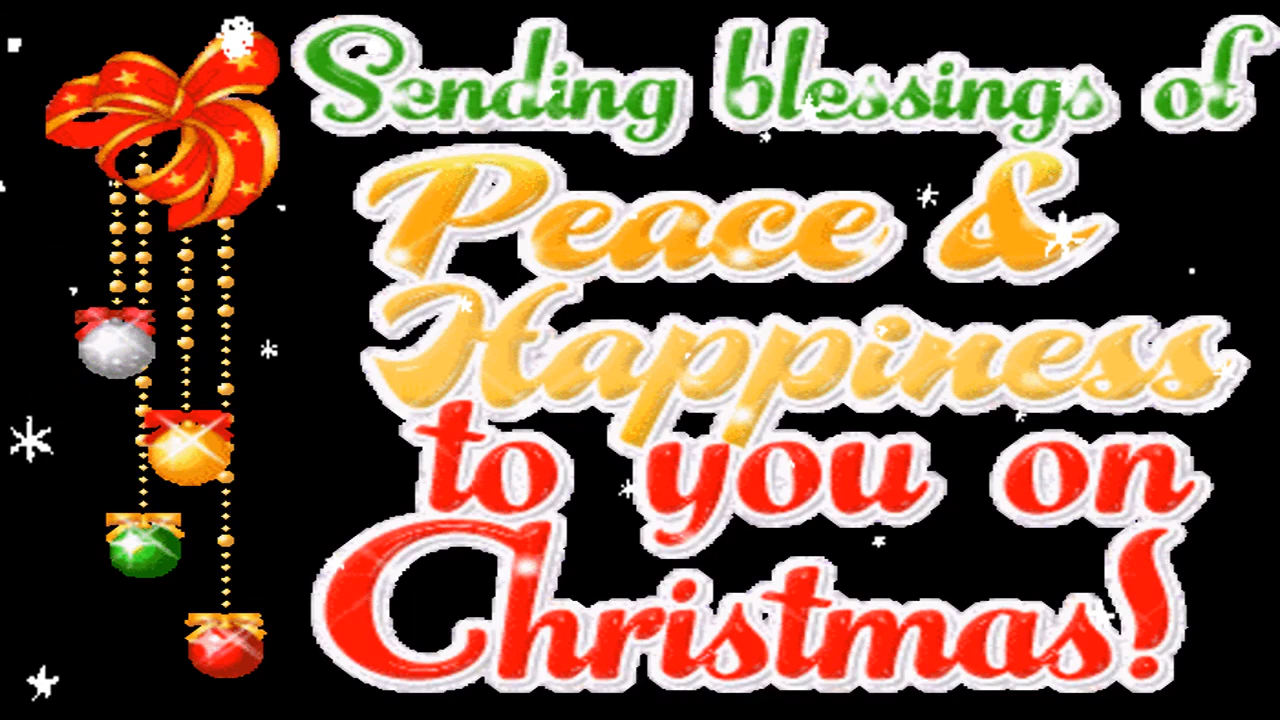 Sending blessings of
Peace &
Happiness
to you on
Christmas!